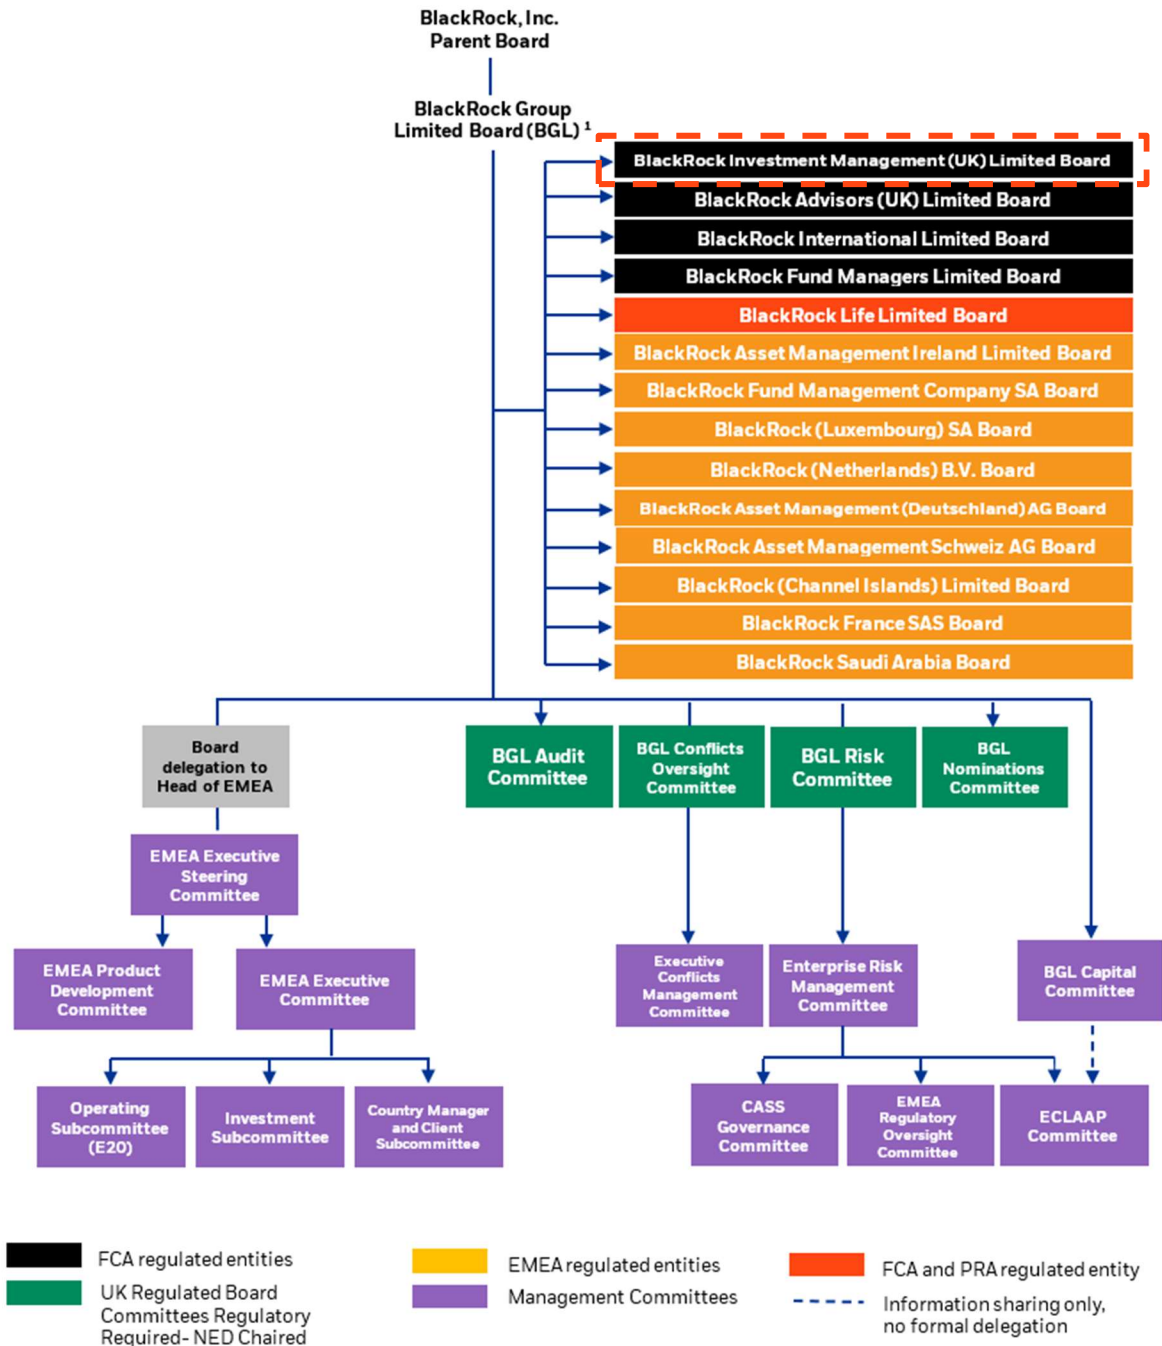 BlackRock, Inc.
Parent Board
BlackRock Group
Limited Board (BGL) 1
BlackRock Investment Management (UK) Limited Board
BlackRock Advisors (UK) Limited Board
BlackRock International Limited Board
BlackRock Fund Managers Limited Board
BlackRock Life Limited Board
BlackRock Asset Management Ireland Limited Board
BlackRock Fund Management Company SA Board
BlackRock (Luxembourg) SA Board
BlackRock (Netherlands) B.V. Board
BlackRock Asset Management (Deutschland) AG Board
BlackRock Asset Management Schweiz AG Board
BlackRock (Channel Islands) Limited Board
BlackRock France SAS Board
BlackRock Saudi Arabia Board
Board
delegation to
Head of EMEA
BGL Audit
Committee
BGL Conflicts
Oversight
Committee
BGL Risk
Committee
BGL
Nominations
Committee
EMEA Executive
Steering
Committee
EMEA Product
Development
Committee
EMEA Executive
Committee
Executive
Conflicts
Management
Committee
Enterprise Risk
Management
Committee
BGL Capital
Committee
Operating
Subcommittee
(E20)
Investment
Subcommittee
Country Manager
and Client
Subcommittee
CASS
Governance
Committee
EMEA
Regulatory
Oversight
Committee
ECLAAP
Committee
FCA regulated entities
UK Regulated Board
Committees Regulatory
Required- NED Chaired
EMEA regulated entities
Management Committees
FCA and PRA regulated entity
Information sharing only,
no formal delegation